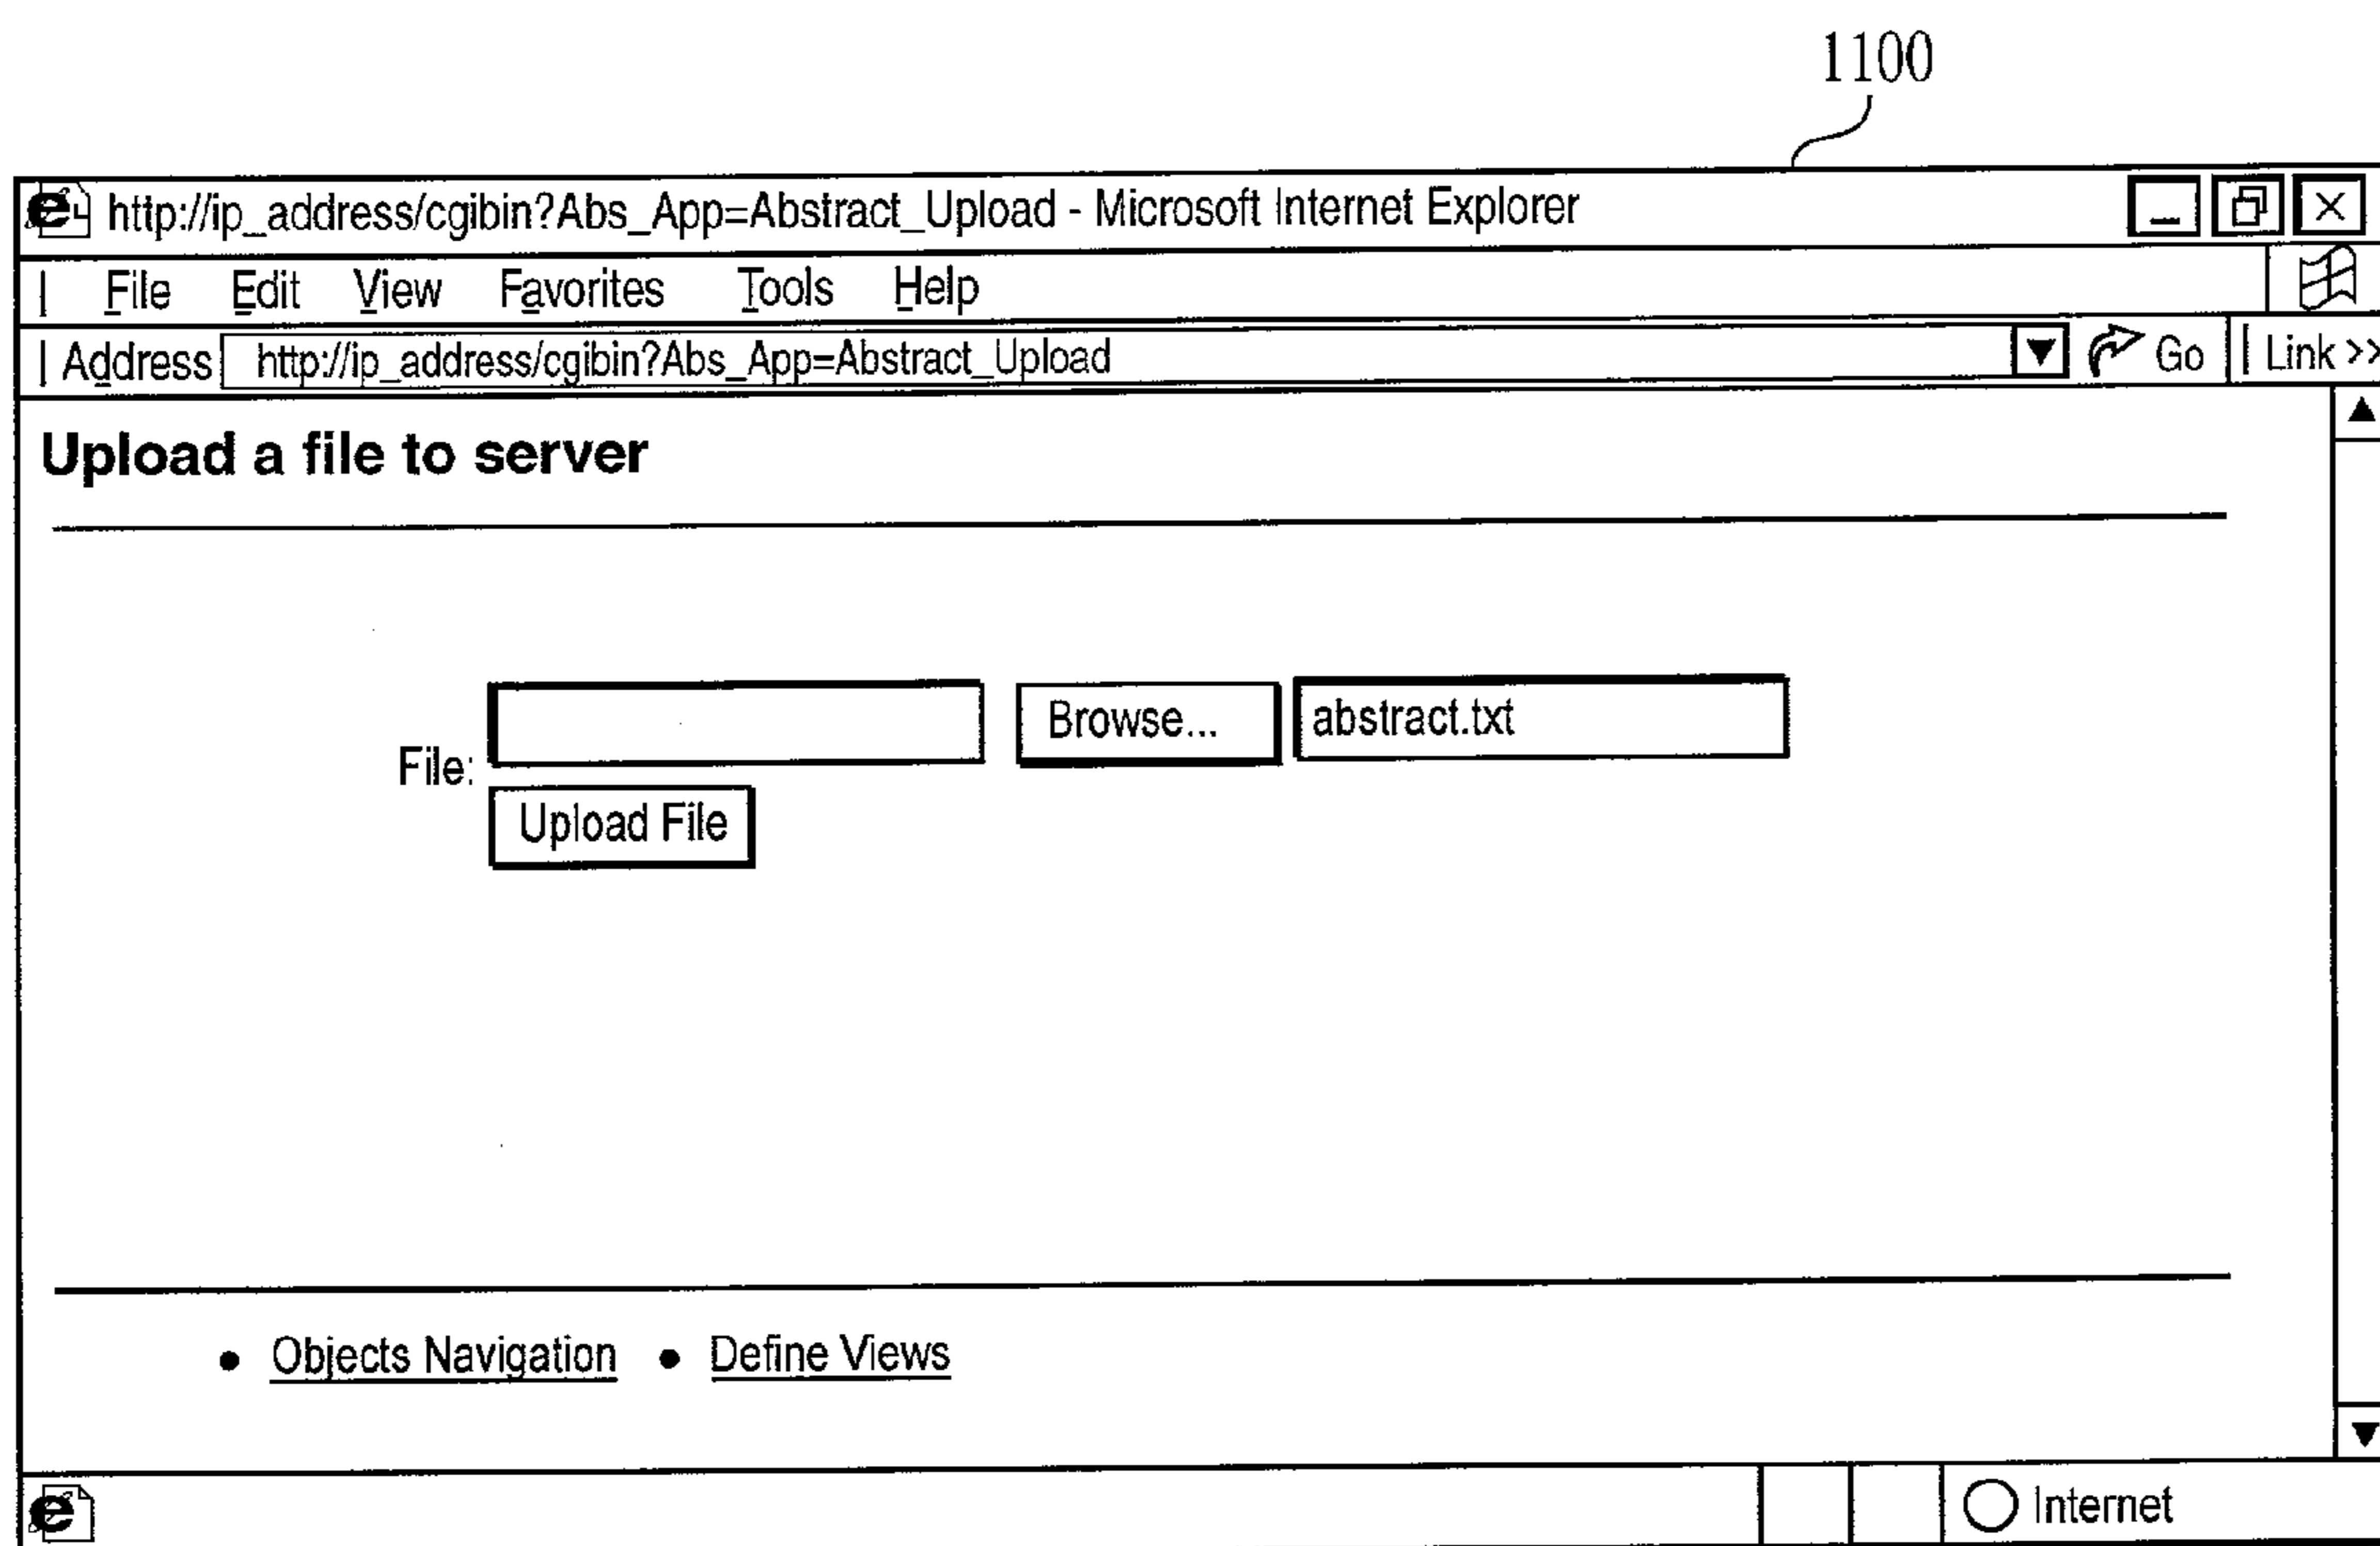 1100
http://ip_address/cgibin?Abs_App=Abstract_Upload - Microsoft Internet Explorer
File Edit View Favorites Tools Help
Address http://ip_address/cgibin?Abs_App=Abstract_Upload Go Link >>
Upload a file to server
Browse... abstract.txt
File:
Upload File
• Objects Navigation • Define Views
Internet